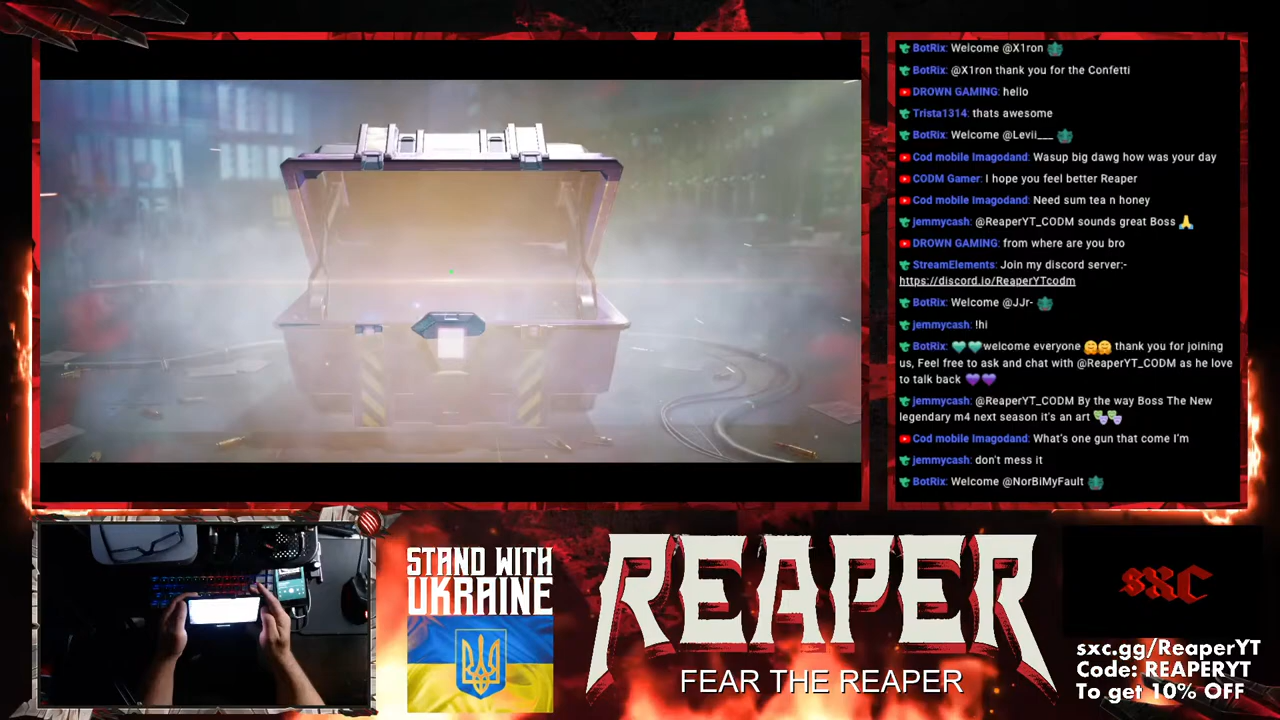 BotRix: Welcome @X1ron
BotRix: @X1ron thank you for the Confetti
DROWN GAMING: hello
Trista1314: thats awesome
BotRix: Welcome @Levii___
Cod mobile Imagodand: Wasup big dawg how was your day
CODM Gamer: I hope you feel better Reaper
Cod mobile Imagodand: Need sum tea n honey
jemmycash: @ReaperYT_CODM sounds great Boss 🙏
DROWN GAMING: from where are you bro
StreamElements: Join my discord server:-
https://discord.io/ReaperYTcodm
BotRix: Welcome @JJr-
jemmycash: !hi
BotRix: 🩵🩵welcome everyone 🤗🤗 thank you for joining
us, Feel free to ask and chat with @ReaperYT_CODM as he love
to talk back 💜💜
jemmycash: @ReaperYT_CODM By the way Boss The New
legendary m4 next season it's an art 🎭🎭
Cod mobile Imagodand: What's one gun that come I'm
jemmycash: don't mess it
BotRix: Welcome @NorBiMyFault
STAND WITH
UKRAINE
REAPER
FEAR THE REAPER
sxc
sxc.gg/ReaperYT
Code: REAPERYT
To get 10% OFF